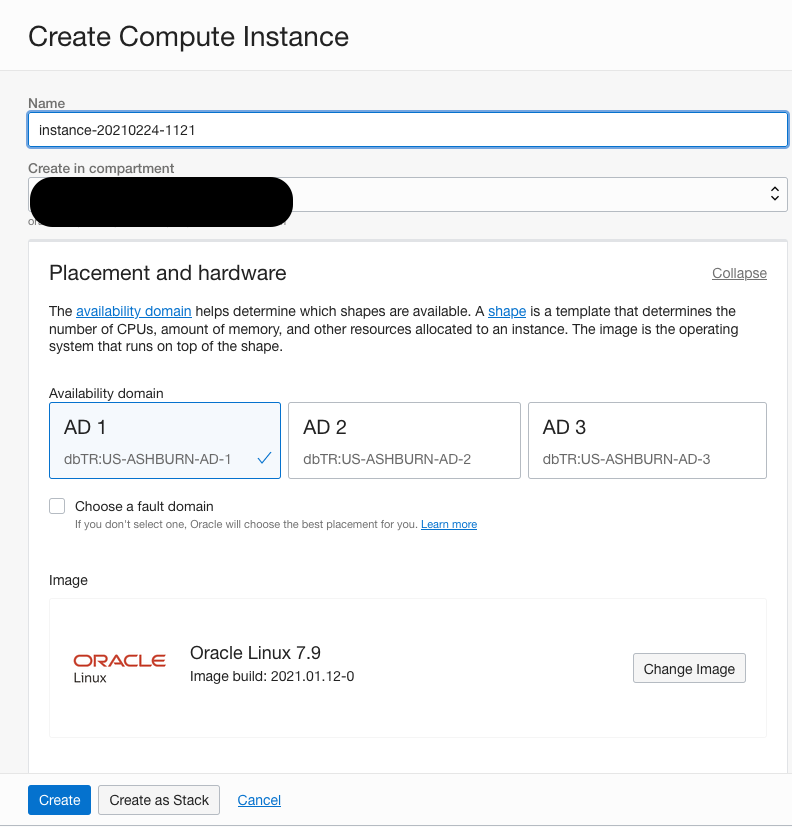 Create Compute Instance
Name
instance-20210224-1121
Create in compartment
Placement and hardware
Collapse
The availability domain helps determine which shapes are available. A shape is a template that determines the
number of CPUs, amount of memory, and other resources allocated to an instance. The image is the operating
system that runs on top of the shape.
Availability domain
AD 1
dbTR:US-ASHBURN-AD-1
AD 2
dbTR:US-ASHBURN-AD-2
AD 3
dbTR:US-ASHBURN-AD-3
Choose a fault domain
If you don't select one, Oracle will choose the best placement for you. Learn more
Image
ORACLE
Linux
Oracle Linux 7.9
Image build: 2021.01.12-0
Change Image
Create
Create as Stack
Cancel